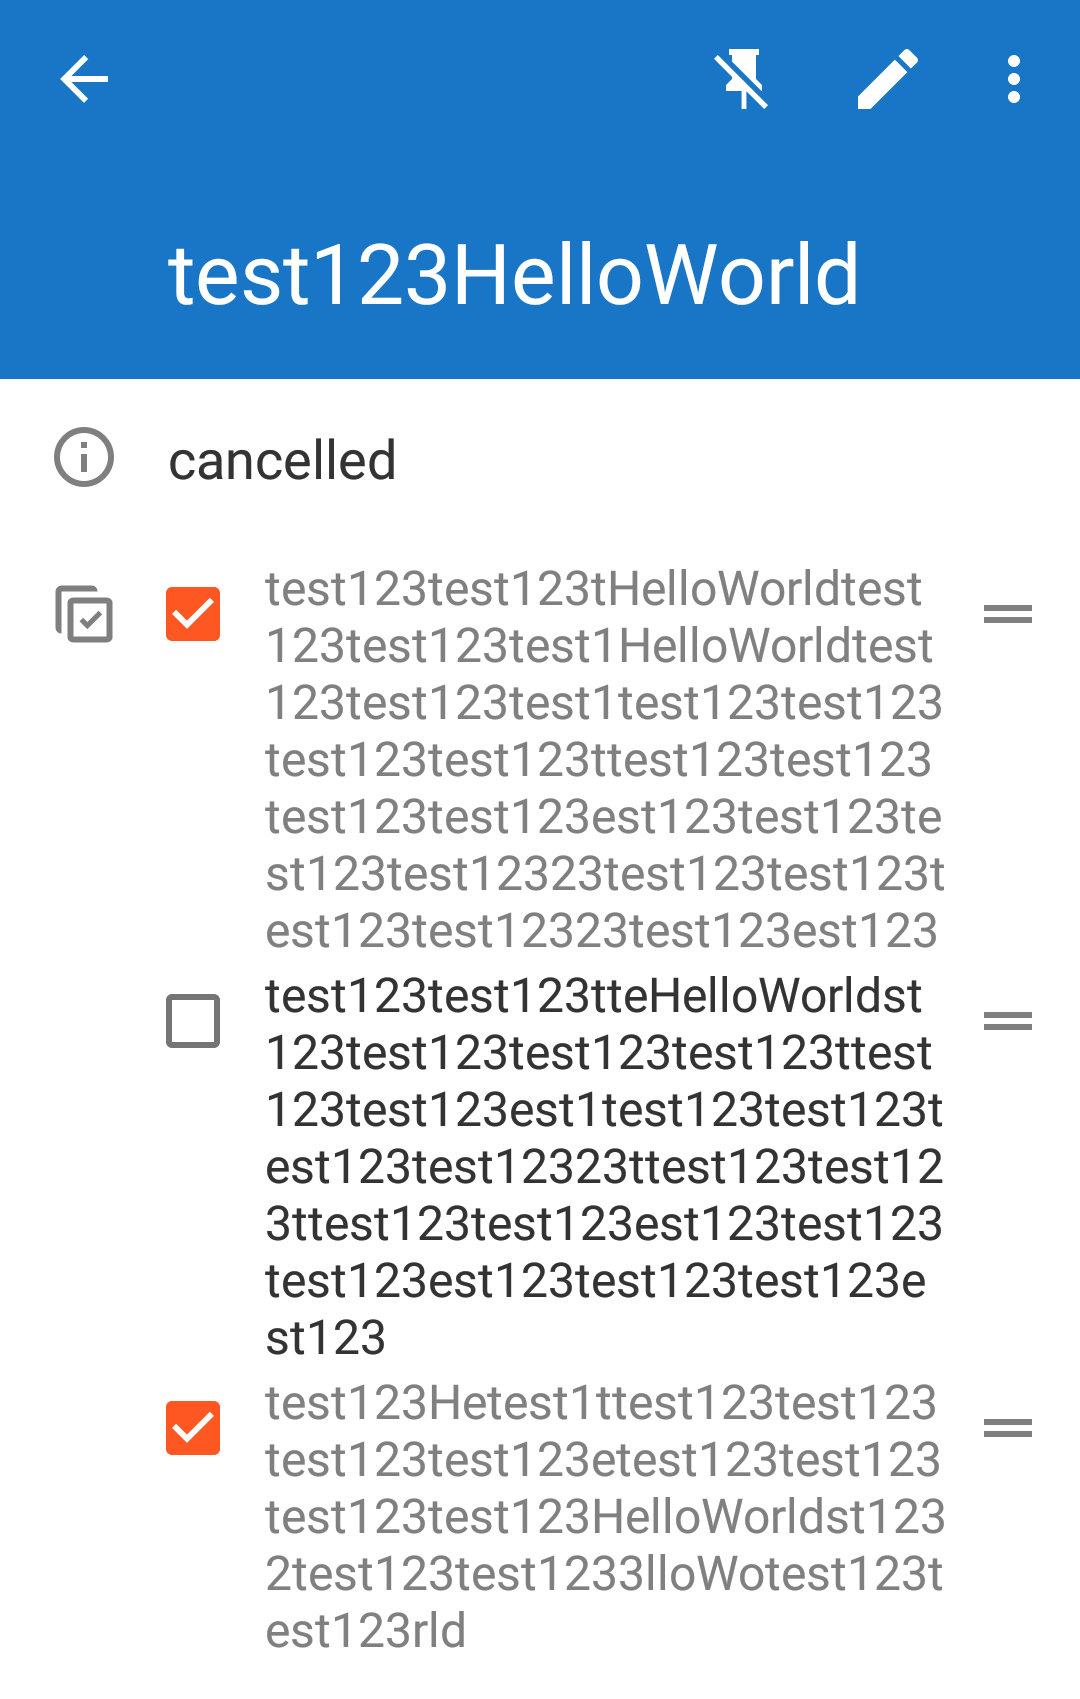 test123HelloWorld
cancelled
test123test123tHelloWorldtest
123test123test1HelloWorldtest
123test123test1test123test123
test123test123ttest123test123
test123test123est123test123te
st123test12323test123test123t
est123test12323test123est123
test123test123tteHelloWorldst
123test123test123test123ttest
123test123est1test123test123t
est123test12323ttest123test12
3ttest123test123est123test123
test123est123test123test123e
st123
test123Hetest1ttest123test123
test123test123etest123test123
test123test123HelloWorldst123
2test123test1233lloWotest123t
est123rld